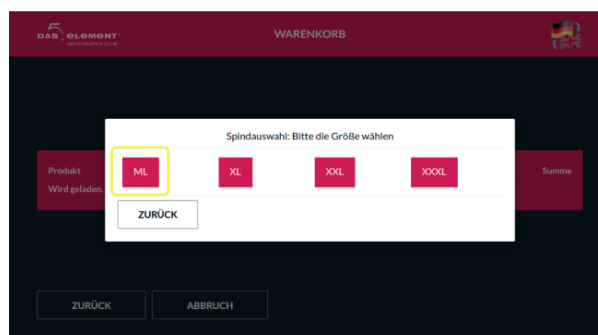 DAS 5 element
WARENKORB
Spindauswahl: Bitte die Größe wählen
ML XL XXL XXXL
Produkt Summe
Wird geladen.
ZURÜCK
ZURÜCK ABBRUCH